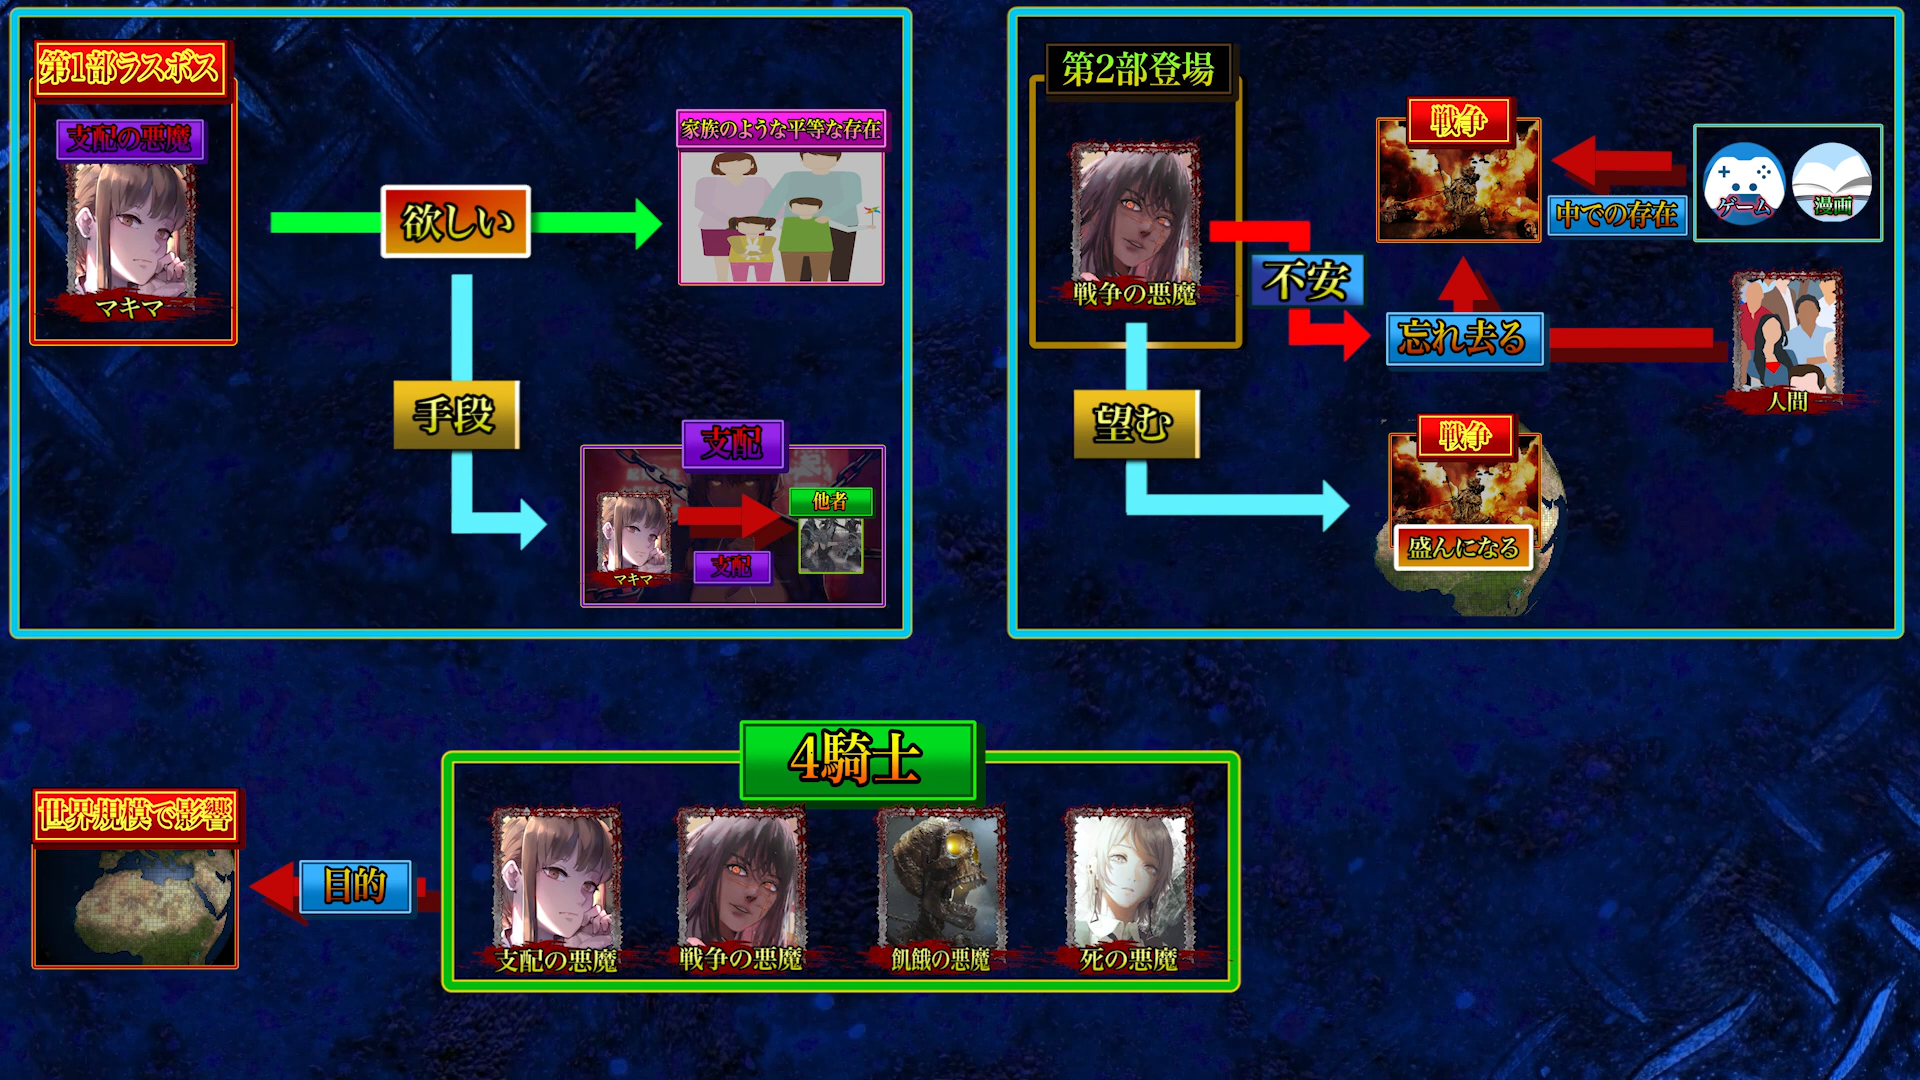 第1部ラスボス
支配の悪魔
マキマ
欲しい
家族のような平等な存在
手段
支配
マキマ
支配
他者
第2部登場
戦争の悪魔
不安
戦争
中での存在
ゲーム
漫画
忘れ去る
人間
望む
戦争
盛んになる
4騎士
支配の悪魔
戦争の悪魔
飢餓の悪魔
死の悪魔
目的
世界規模で影響